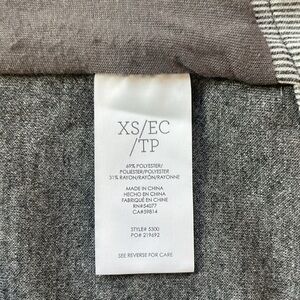 XS/EC
/TP
69% POLYESTER/
POLIESTER/POLYESTER
31% RAYON/RAYÓN/RAYONNE
MADE IN CHINA
HECHO EN CHINA
FABRIQUÉ EN CHINE
RN#54077
CA#59814
STYLE# 5300
PO# 219692
SEE REVERSE FOR CARE